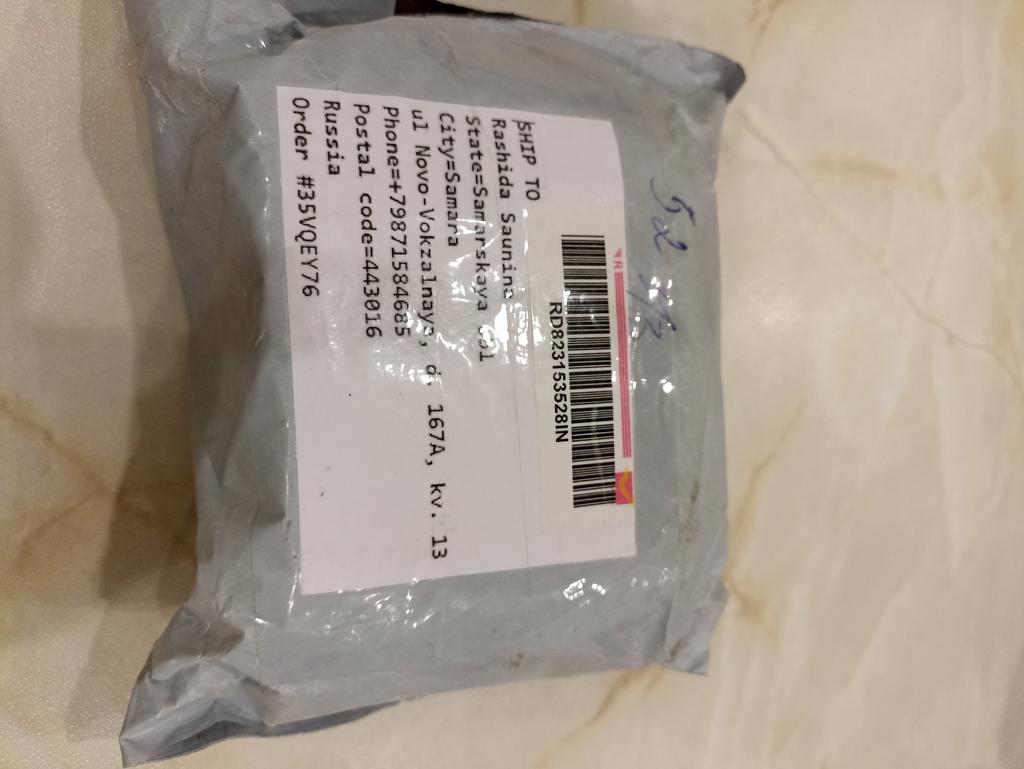 SHIP TO
Rashida Saunina
State=Samarskaya obl
City=Samara
ul Novo-Vokzalnaya, d. 167A, kv. 13
Phone=+79871584685
Postal code=443016
Russia
Order #35VQEY76
R
RD823153528IN
52